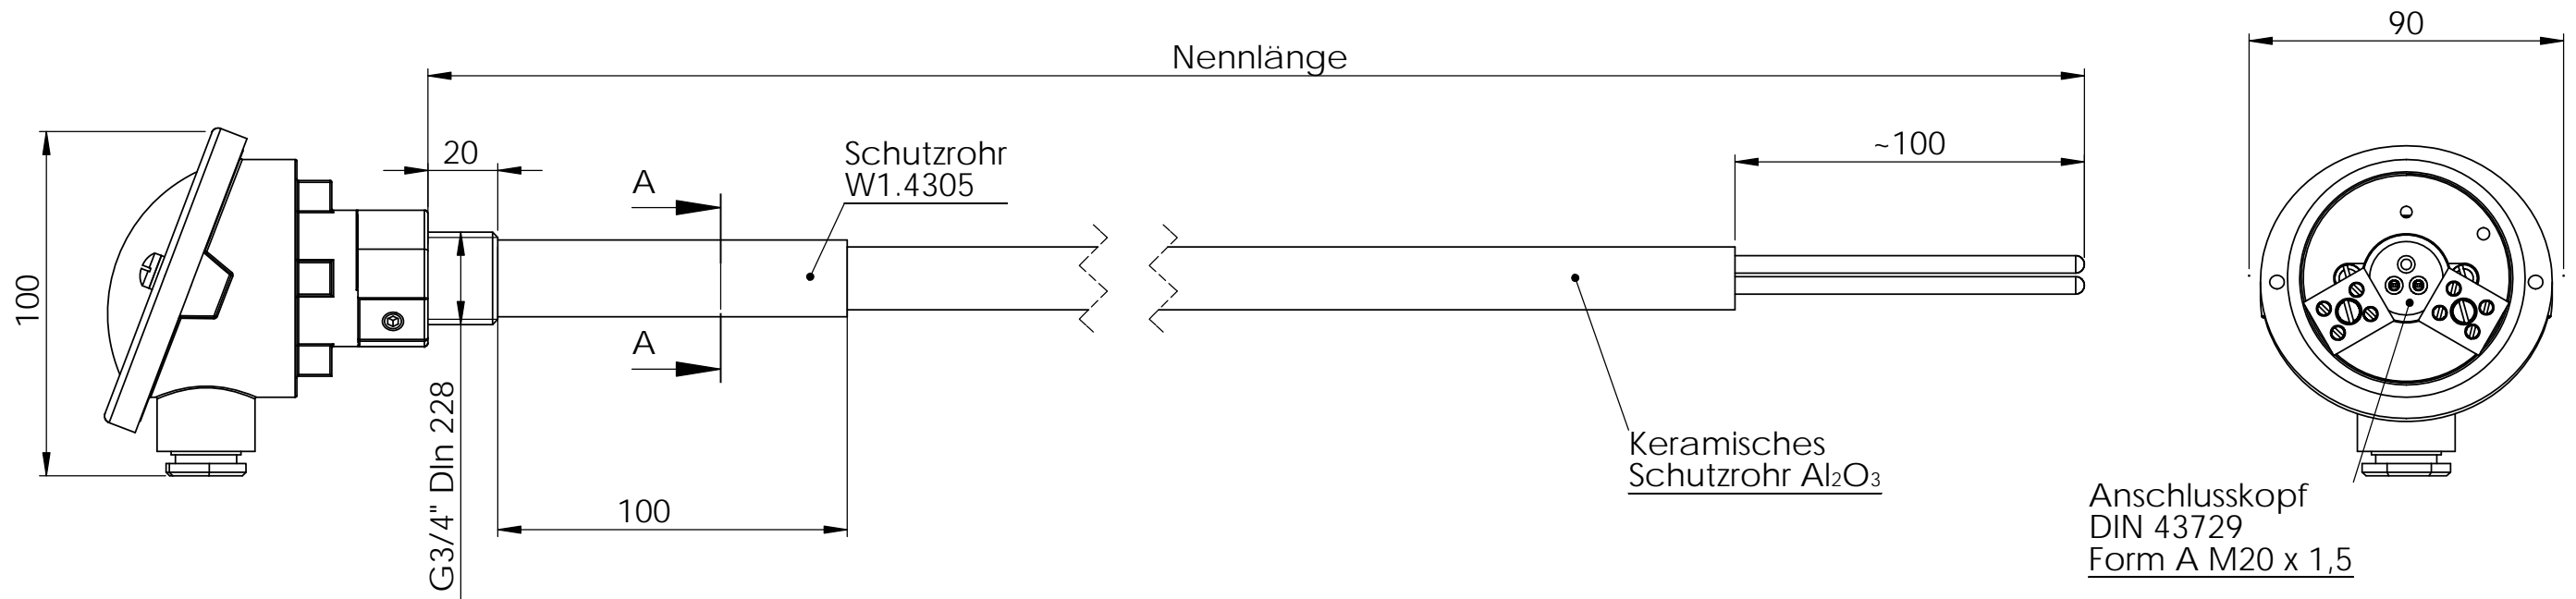 90
Nennlänge
20
Schutzrohr
W1.4305
~100
A
100
A
G3/4" DIn 228
100
Keramisches
Schutzrohr Al₂O₃
Anschlusskopf
DIN 43729
Form A M20 x 1,5